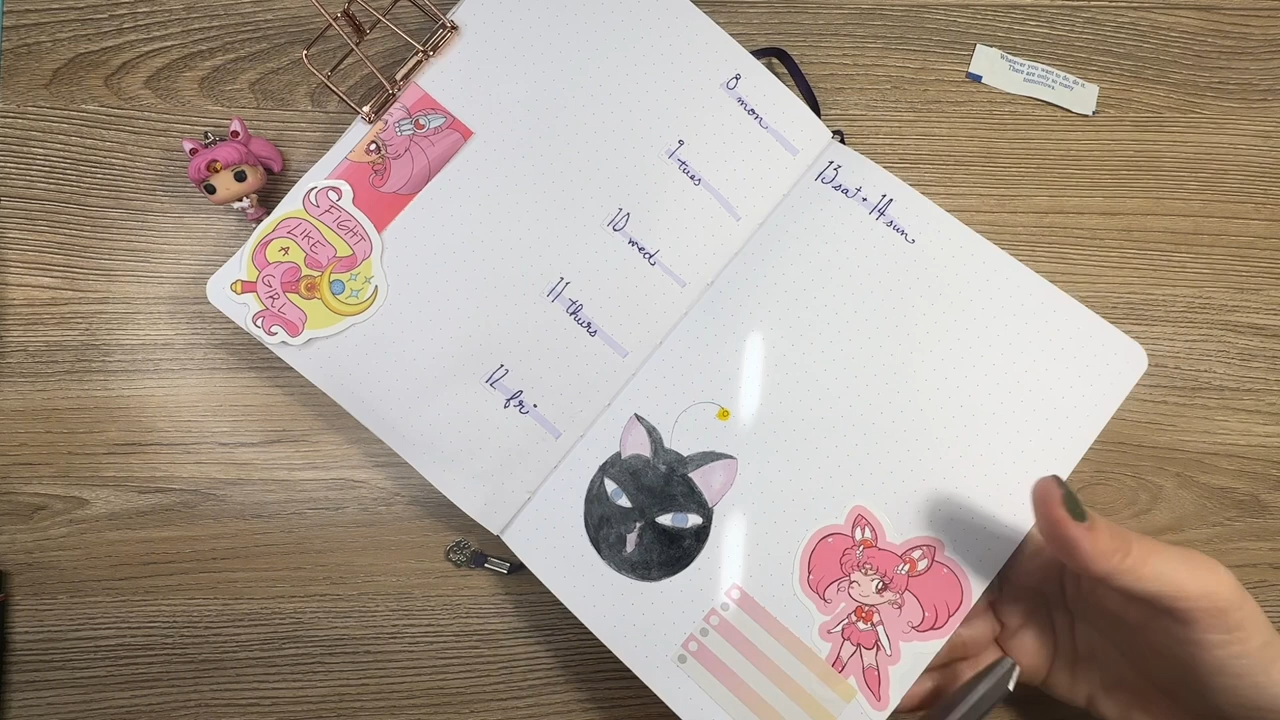 8 mon
9 tues
10 wed
11 thurs
12 fri
13 sat + 14 sun
FIGHT
LIKE
A
GIRL
Whatever you want to do, do it.
There are only so many
tomorrows.